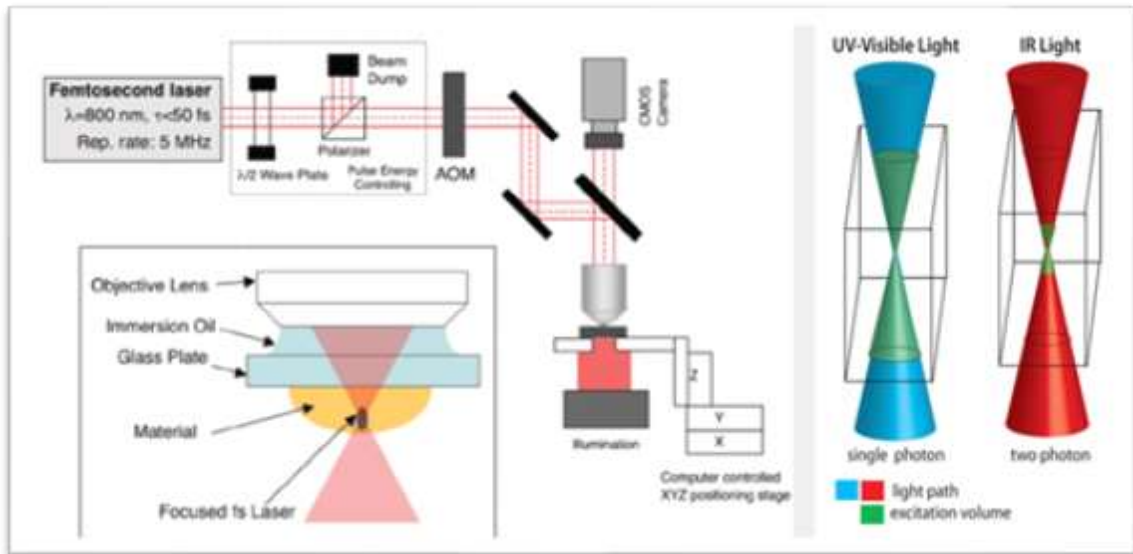 Femtosecond laser
λ=800 nm, τ<50 fs
Rep. rate: 5 MHz
λ/2 Wave Plate
Beam
Dump
Polarizer
Pulse Energy
Controlling
AOM
CMOS
Camera
Illumination
Z
Y
X
Computer controlled
XYZ positioning stage
Objective Lens
Immersion Oil
Glass Plate
Material
Focused fs Laser
UV-Visible Light
IR Light
single photon
two photon
light path
excitation volume